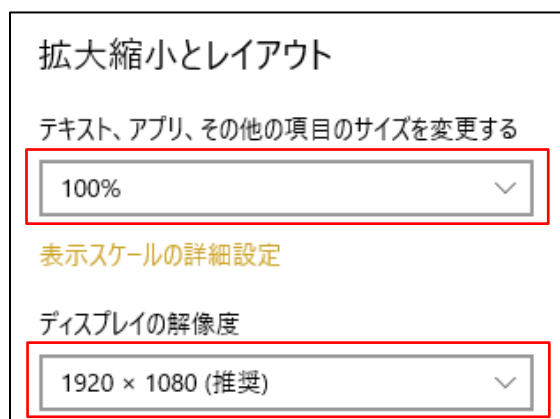 拡大縮小とレイアウト
テキスト、アプリ、その他の項目のサイズを変更する
100%
表示スケールの詳細設定
ディスプレイの解像度
1920 × 1080 (推奨)